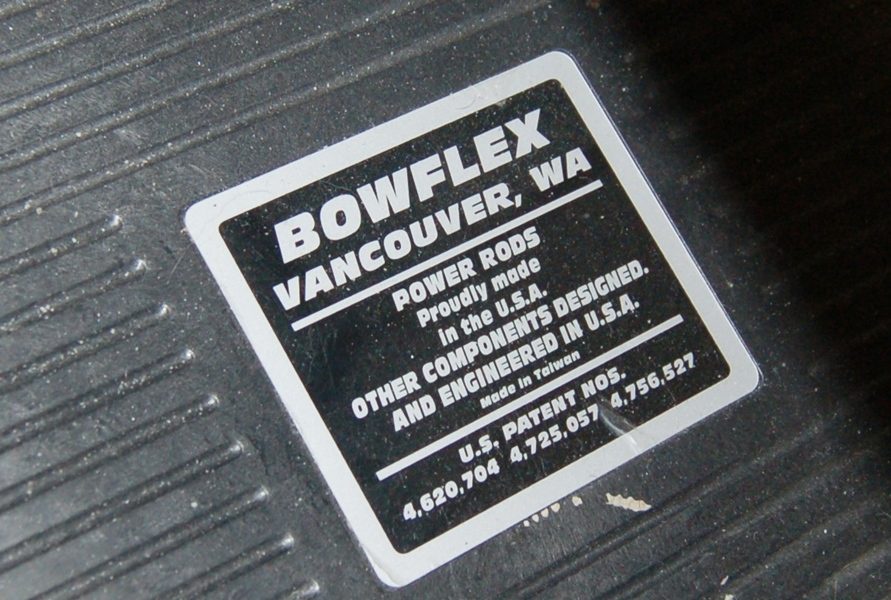 BOWFLEX
VANCOUVER, WA
POWER RODS
Proudly made
in the U.S.A.
OTHER COMPONENTS DESIGNED.
AND ENGINEERED IN U.S.A.
Made in Taiwan
U.S. PATENT NOS.
4,620,704 4,725,057 4,756,527